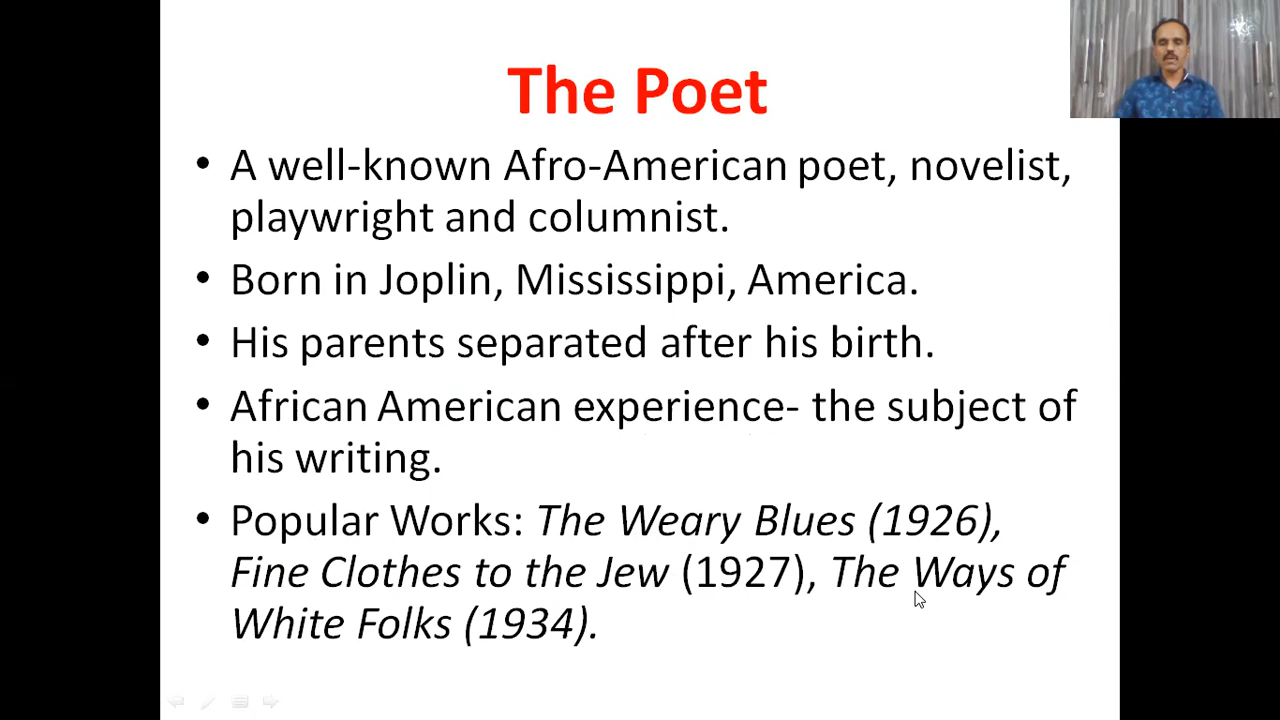 The Poet
• A well-known Afro-American poet, novelist,
playwright and columnist.
• Born in Joplin, Mississippi, America.
• His parents separated after his birth.
• African American experience- the subject of
his writing.
• Popular Works: The Weary Blues (1926),
Fine Clothes to the Jew (1927), The Ways of
White Folks (1934).